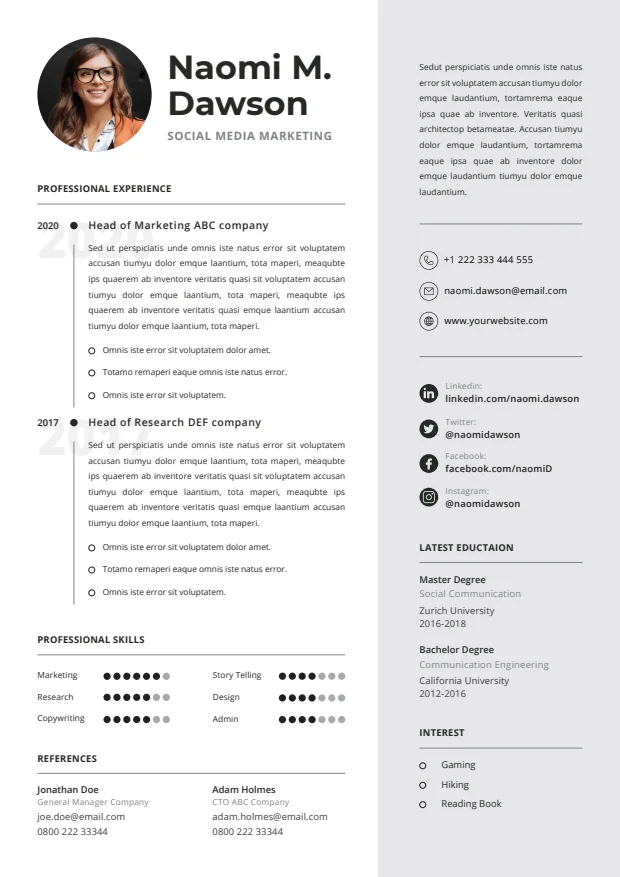 Naomi M.
Dawson
SOCIAL MEDIA MARKETING
PROFESSIONAL EXPERIENCE
2020
2020
Head of Marketing ABC company
Sed ut perspiciatis unde omnis iste natus error sit voluptatem
accusan tiumyu dolor emque laantium, tota maperi, meaqubte
ips quaerem ab inventore veritatis quasi sit voluptatem accusan
tiumyu dolor emque laantium, tota maperi, meaqubte ips
quaerem ab inventore veritatis quasi emque laantium accusan
tiumyu dolor emque laantium, tota maperi.
Omnis iste error sit voluptatem dolor amet.
Totamo remaperi eaque omnis iste natus error.
Omnis iste error sit voluptatem.
2017
2017
Head of Research DEF company
Sed ut perspiciatis unde omnis iste natus error sit voluptatem
accusan tiumyu dolor emque laantium, tota maperi, meaqubte
ips quaerem ab inventore veritatis quasi sit voluptatem accusan
tiumyu dolor emque laantium, tota maperi, meaqubte ips
quaerem ab inventore veritatis quasi emque laantium accusan
tiumyu dolor emque laantium, tota maperi.
Omnis iste error sit voluptatem dolor amet.
Totamo remaperi eaque omnis iste natus error.
Omnis iste error sit voluptatem.
PROFESSIONAL SKILLS
Marketing
Research
Copywriting
Story Telling
Design
Admin
REFERENCES
Jonathan Doe
General Manager Company
joe.doe@email.com
0800 222 33344
Adam Holmes
CTO ABC Company
adam.holmes@email.com
0800 222 33344
Sedut perspiciatis unde omnis iste natus
error sit voluptatem accusan tiumyu dolor
emque laudantium, tortamrema eaque
ipsa quae ab inventore. Veritatis quasi
architectop betameatae. Accusan tiumyu
dolor emque laudantium, tortamrema
eaque ipsa quae ab inventore dolor
emque laudantium tiumyu dolor emque
laudantium.
+1 222 333 444 555
naomi.dawson@email.com
www.yourwebsite.com
Linkedin:
linkedin.com/naomi.dawson
Twitter:
@naomidawson
Facebook:
facebook.com/naomiD
Instagram:
@naomidawson
LATEST EDUCTAION
Master Degree
Social Communication
Zurich University
2016-2018
Bachelor Degree
Communication Engineering
California University
2012-2016
INTEREST
Gaming
Hiking
Reading Book